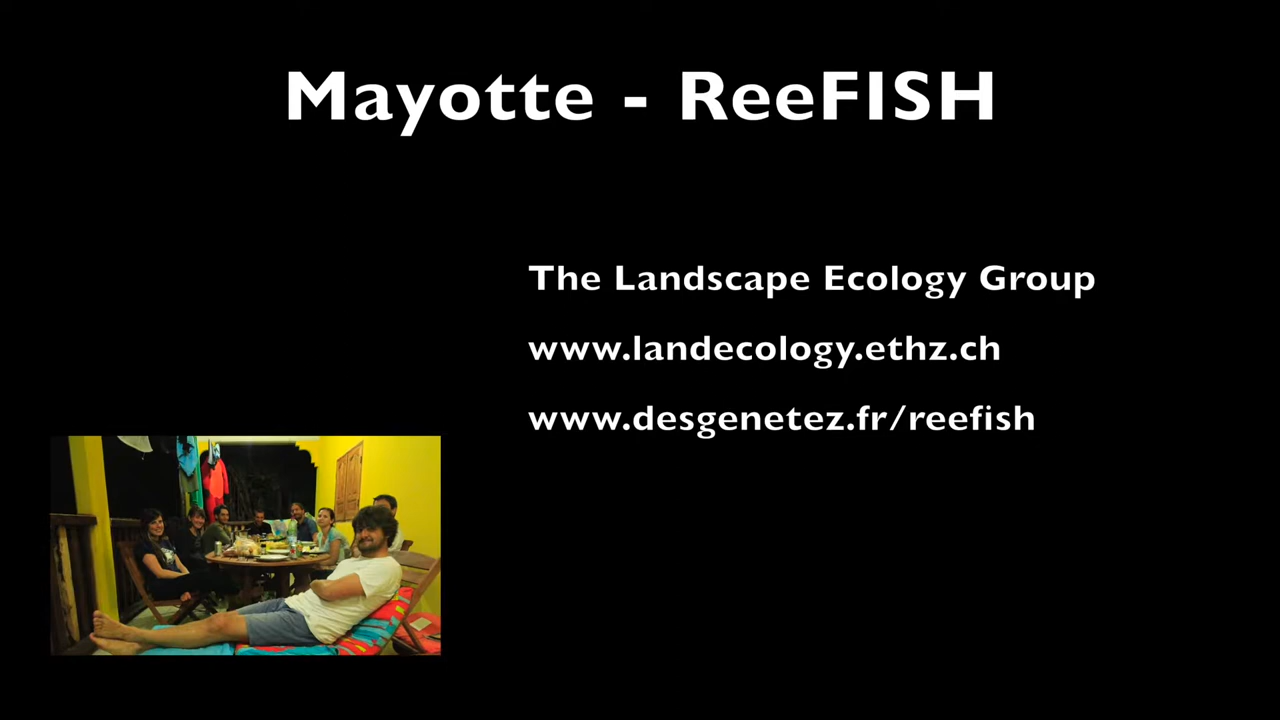 Mayotte - ReeFISH
The Landscape Ecology Group
www.landecology.ethz.ch
www.desgenetez.fr/reefish